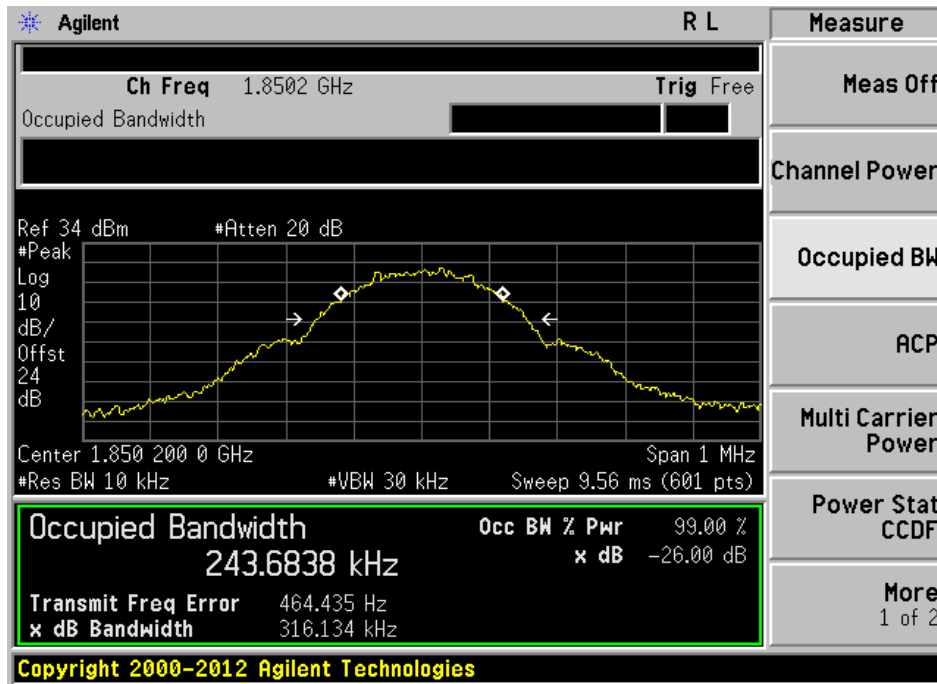 Agilent R L Measure
Ch Freq 1.8502 GHz Trig Free
Occupied Bandwidth
Meas Off
Channel Power
Occupied BW
ACP
Multi Carrier
Power
Power Stat
CCDF
More
1 of 2
Ref 34 dBm #Atten 20 dB
#Peak
Log
10
dB/
Offst
24
dB
Center 1.850 200 0 GHz Span 1 MHz
#Res BW 10 kHz #VBW 30 kHz Sweep 9.56 ms (601 pts)
Occupied Bandwidth Occ BW % Pwr 99.00 %
243.6838 kHz x dB -26.00 dB
Transmit Freq Error 464.435 Hz
x dB Bandwidth 316.134 kHz
Copyright 2000-2012 Agilent Technologies